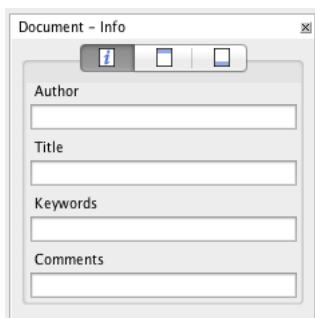 Document – Info
i
Author
Title
Keywords
Comments